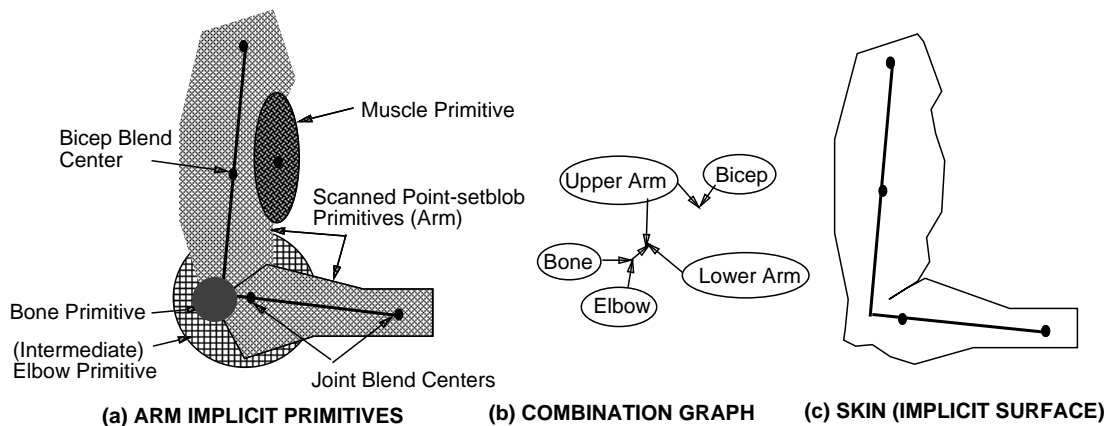 Muscle Primitive
Bicep Blend
Center
Scanned Point-setblob
Primitives (Arm)
Bone Primitive
(Intermediate)
Elbow Primitive
Joint Blend Centers
(a) ARM IMPLICIT PRIMITIVES
Upper Arm
Bicep
Bone
Lower Arm
Elbow
(b) COMBINATION GRAPH
(c) SKIN (IMPLICIT SURFACE)